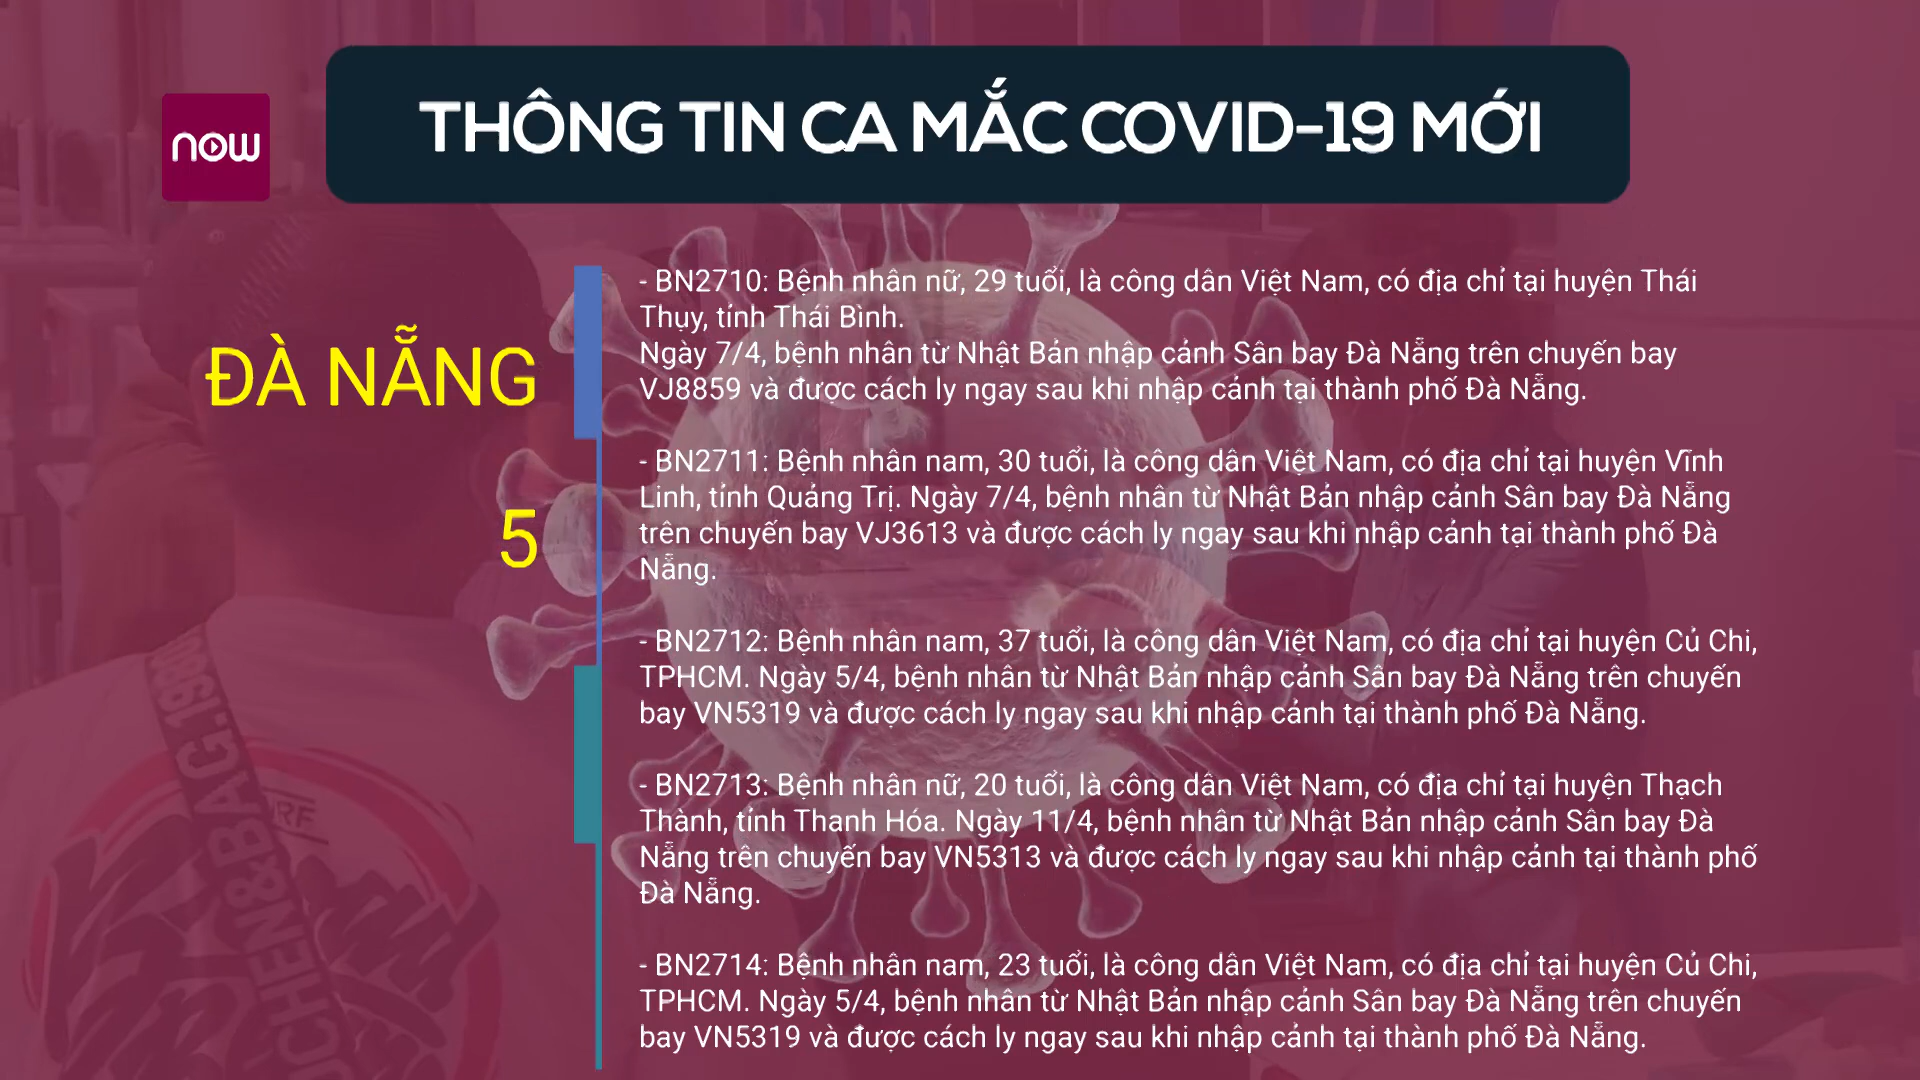 now
THÔNG TIN CA MẮC COVID-19 MỚI
ĐÀ NẴNG
5
- BN2710: Bệnh nhân nữ, 29 tuổi, là công dân Việt Nam, có địa chỉ tại huyện Thái
Thụy, tỉnh Thái Bình.
Ngày 7/4, bệnh nhân từ Nhật Bản nhập cảnh Sân bay Đà Nẵng trên chuyến bay
VJ8859 và được cách ly ngay sau khi nhập cảnh tại thành phố Đà Nẵng.
- BN2711: Bệnh nhân nam, 30 tuổi, là công dân Việt Nam, có địa chỉ tại huyện Vĩnh
Linh, tỉnh Quảng Trị. Ngày 7/4, bệnh nhân từ Nhật Bản nhập cảnh Sân bay Đà Nẵng
trên chuyến bay VJ3613 và được cách ly ngay sau khi nhập cảnh tại thành phố Đà
Nẵng.
- BN2712: Bệnh nhân nam, 37 tuổi, là công dân Việt Nam, có địa chỉ tại huyện Củ Chi,
TPHCM. Ngày 5/4, bệnh nhân từ Nhật Bản nhập cảnh Sân bay Đà Nẵng trên chuyến
bay VN5319 và được cách ly ngay sau khi nhập cảnh tại thành phố Đà Nẵng.
- BN2713: Bệnh nhân nữ, 20 tuổi, là công dân Việt Nam, có địa chỉ tại huyện Thạch
Thành, tỉnh Thanh Hóa. Ngày 11/4, bệnh nhân từ Nhật Bản nhập cảnh Sân bay Đà
Nẵng trên chuyến bay VN5313 và được cách ly ngay sau khi nhập cảnh tại thành phố
Đà Nẵng.
- BN2714: Bệnh nhân nam, 23 tuổi, là công dân Việt Nam, có địa chỉ tại huyện Củ Chi,
TPHCM. Ngày 5/4, bệnh nhân từ Nhật Bản nhập cảnh Sân bay Đà Nẵng trên chuyến
bay VN5319 và được cách ly ngay sau khi nhập cảnh tại thành phố Đà Nẵng.